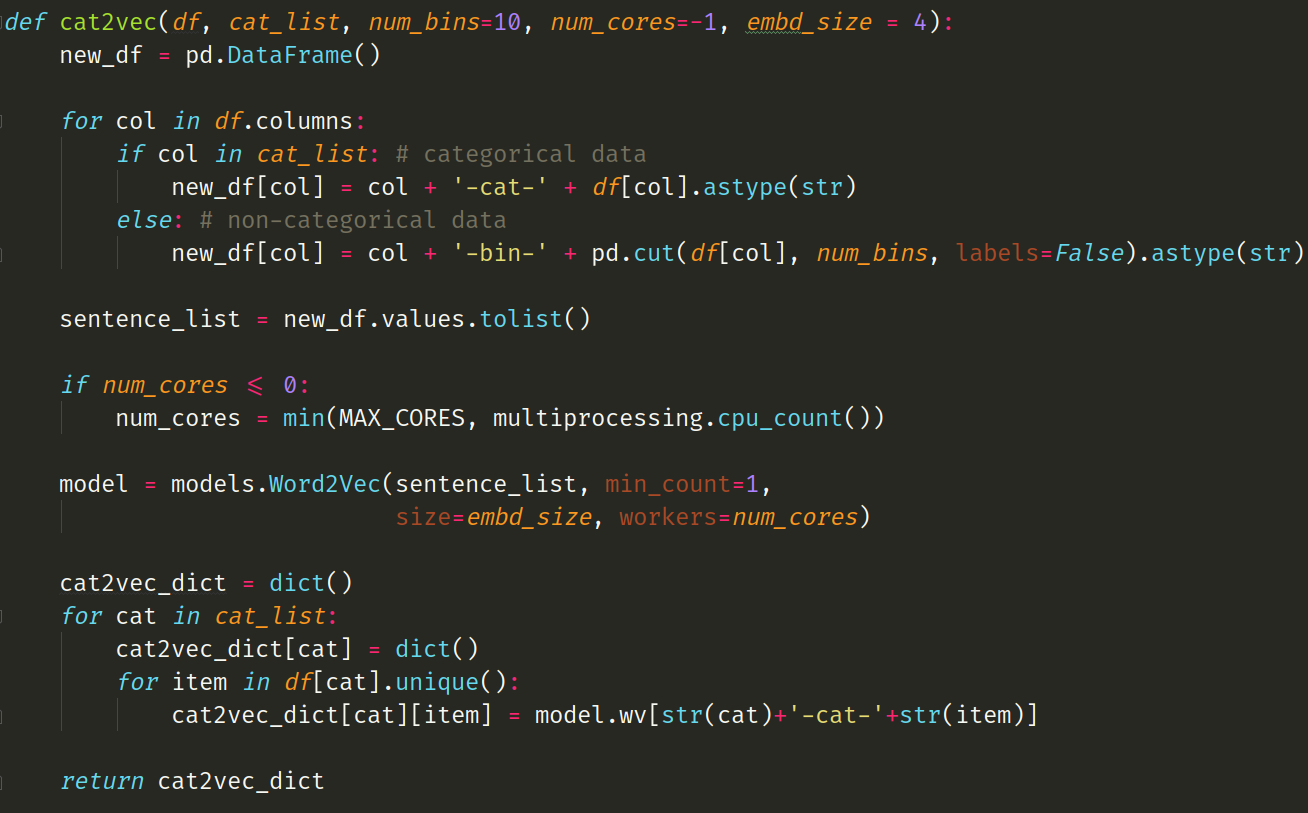 def cat2vec(df, cat_list, num_bins=10, num_cores=-1, embd_size = 4):
    new_df = pd.DataFrame()

    for col in df.columns:
        if col in cat_list: # categorical data
            new_df[col] = col + '-cat-' + df[col].astype(str)
        else: # non-categorical data
            new_df[col] = col + '-bin-' + pd.cut(df[col], num_bins, labels=False).astype(str)

    sentence_list = new_df.values.tolist()

    if num_cores ⩽ 0:
        num_cores = min(MAX_CORES, multiprocessing.cpu_count())

    model = models.Word2Vec(sentence_list, min_count=1,
                            size=embd_size, workers=num_cores)

    cat2vec_dict = dict()
    for cat in cat_list:
        cat2vec_dict[cat] = dict()
        for item in df[cat].unique():
            cat2vec_dict[cat][item] = model.wv[str(cat)+'-cat-'+str(item)]

    return cat2vec_dict